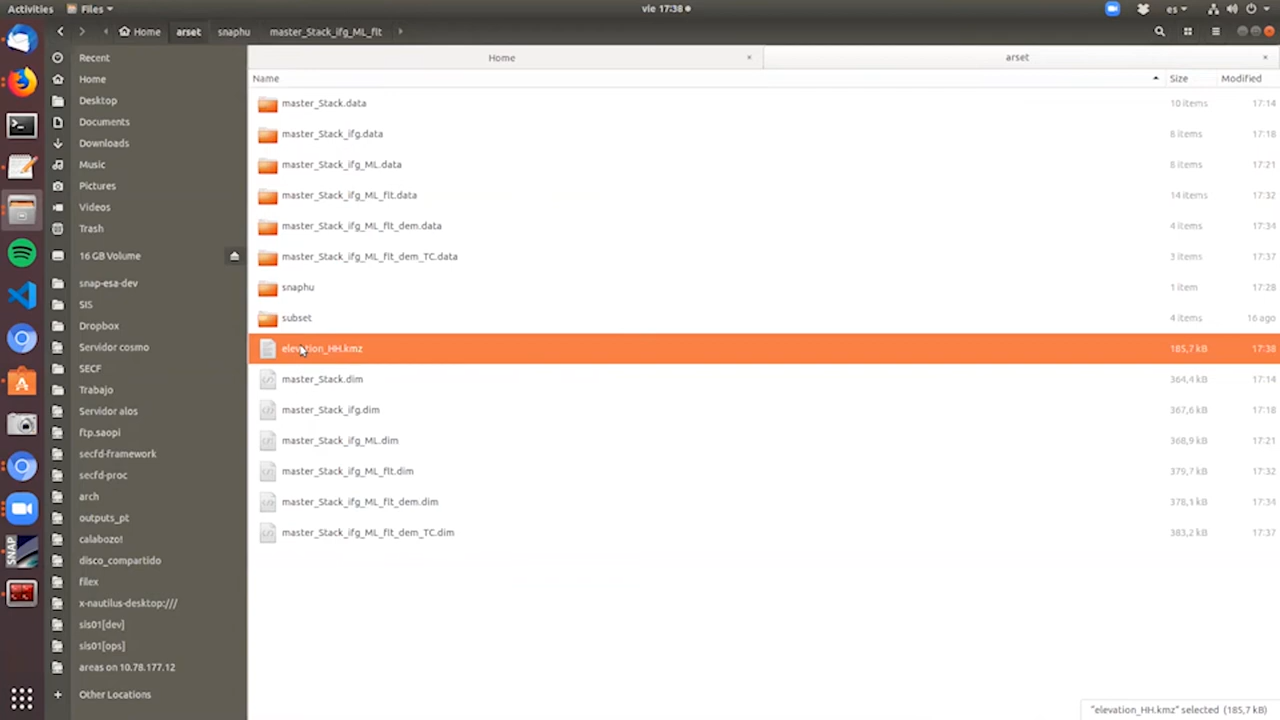 Activities Files vie 17:38 es
Home arset snaphu master_Stack_ifg_ML_flt
Home arset
Name Size Modified
Recent
Home
Desktop
Documents
Downloads
Music
Pictures
Videos
Trash
16 GB Volume
snap-esa-dev
SIS
Dropbox
Servidor cosmo
SECF
Trabajo
Servidor alos
ftp.saopi
secfd-framework
secfd-proc
arch
outputs_pt
calabozo!
disco_compartido
filex
x-nautilus-desktop:///
sis01[dev]
sis01[ops]
areas on 10.78.177.12
Other Locations
master_Stack.data 10 items 17:14
master_Stack_ifg.data 8 items 17:18
master_Stack_ifg_ML.data 8 items 17:21
master_Stack_ifg_ML_flt.data 14 items 17:32
master_Stack_ifg_ML_flt_dem.data 4 items 17:34
master_Stack_ifg_ML_flt_dem_TC.data 3 items 17:37
snaphu 1 item 17:28
subset 4 items 16 ago
elevation_HH.kmz 185,7 kB 17:38
master_Stack.dim 364,4 kB 17:14
master_Stack_ifg.dim 367,6 kB 17:18
master_Stack_ifg_ML.dim 368,9 kB 17:21
master_Stack_ifg_ML_flt.dim 379,7 kB 17:32
master_Stack_ifg_ML_flt_dem.dim 378,1 kB 17:34
master_Stack_ifg_ML_flt_dem_TC.dim 383,2 kB 17:37
SNAP
"elevation_HH.kmz" selected (185,7 kB)